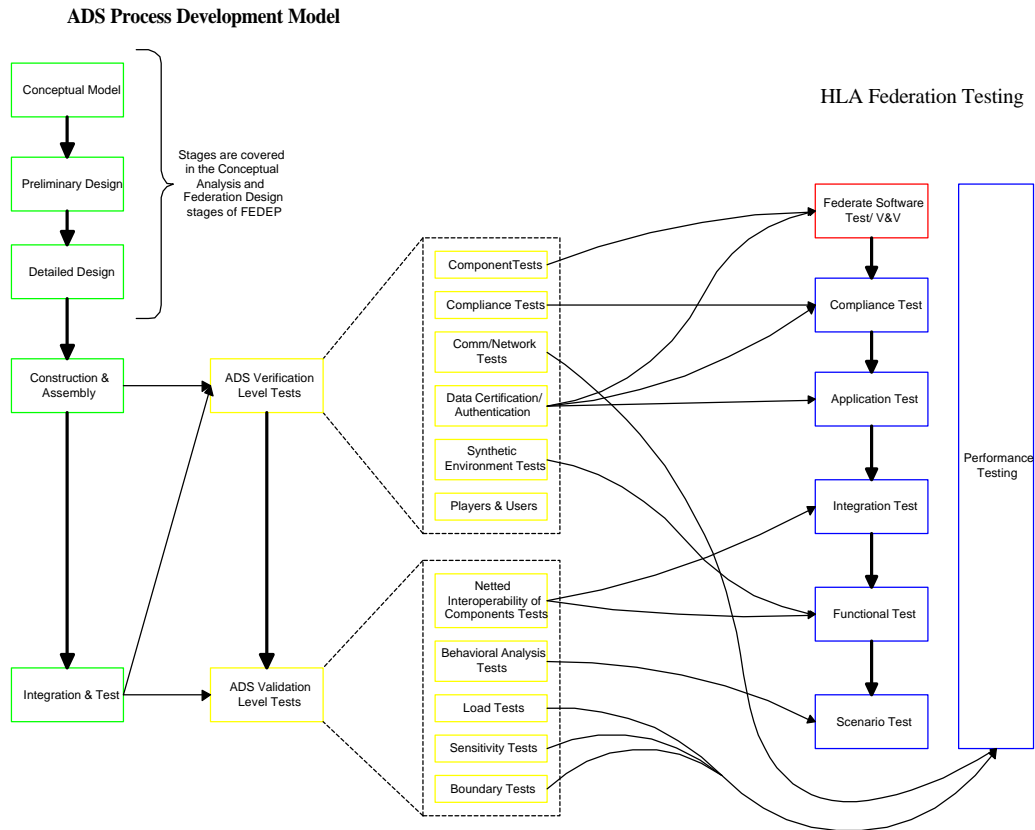 ADS Process Development Model
HLA Federation Testing
Conceptual Model
Preliminary Design
Detailed Design
Stages are covered
in the Conceptual
Analysis and
Federation Design
stages of FEDEP
Construction &
Assembly
Integration & Test
ADS Verification
Level Tests
ADS Validation
Level Tests
ComponentTests
Compliance Tests
Comm/Network
Tests
Data Certification/
Authentication
Synthetic
Environment Tests
Players & Users
Netted
Interoperability of
Components Tests
Behavioral Analysis
Tests
Load Tests
Sensitivity Tests
Boundary Tests
Federate Software
Test/ V&V
Compliance Test
Application Test
Integration Test
Functional Test
Scenario Test
Performance
Testing